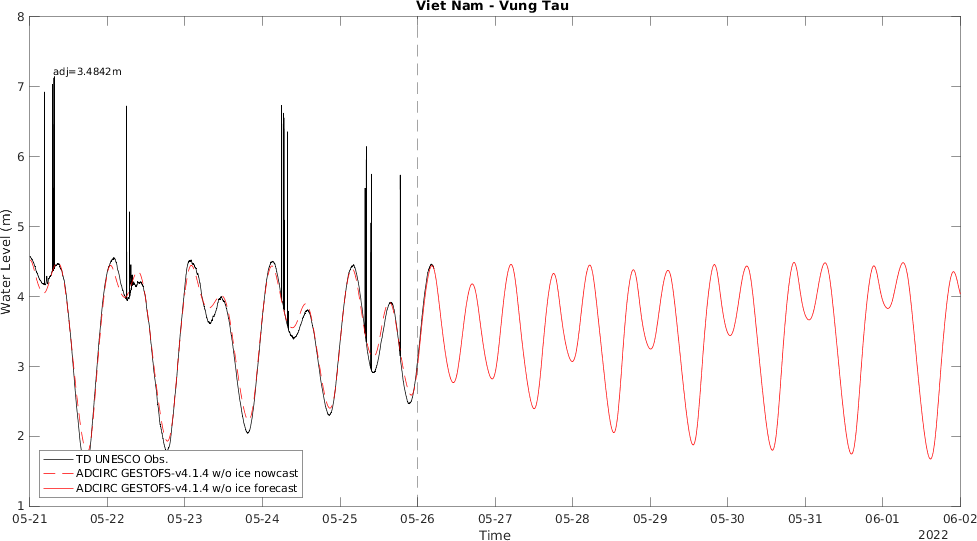 Viet Nam - Vung Tau
8
7
6
5
4
3
2
1
Water Level (m)
adj=3.4842m
TD UNESCO Obs.
ADCIRC GESTOFS-v4.1.4 w/o ice nowcast
ADCIRC GESTOFS-v4.1.4 w/o ice forecast
05-21 05-22 05-23 05-24 05-25 05-26 05-27 05-28 05-29 05-30 05-31 06-01 06-02
Time
2022